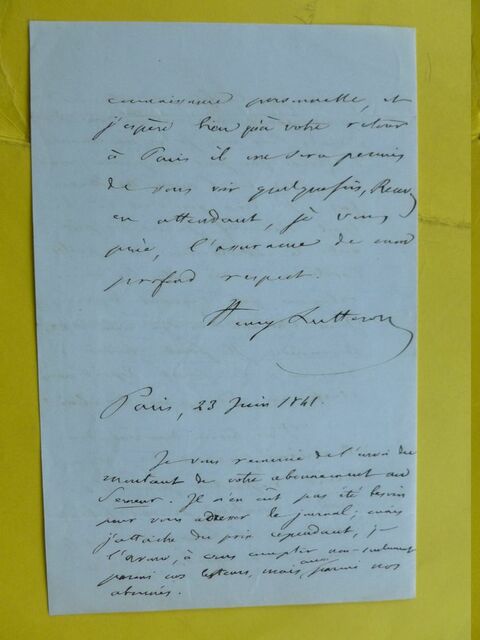 connaissance personnelle, et
j'espère bien qu'à votre retour
à Paris il me sera permis
de vous voir quelquefois, Recevez
en attendant, je vous
prie, l'assurance de mon
profond respect.
Henry Lutteroth
Paris, 23 Juin 1841.
Je vous remercie de l'envoi du
montant de votre abonnement au
Semeur. Il n'en eût pas été besoin
pour vous adresser le journal; mais
j'attache du prix cependant, je
l'avoue, à vous compter non-seulement
parmi nos lecteurs, mais aussi parmi nos
abonnés.